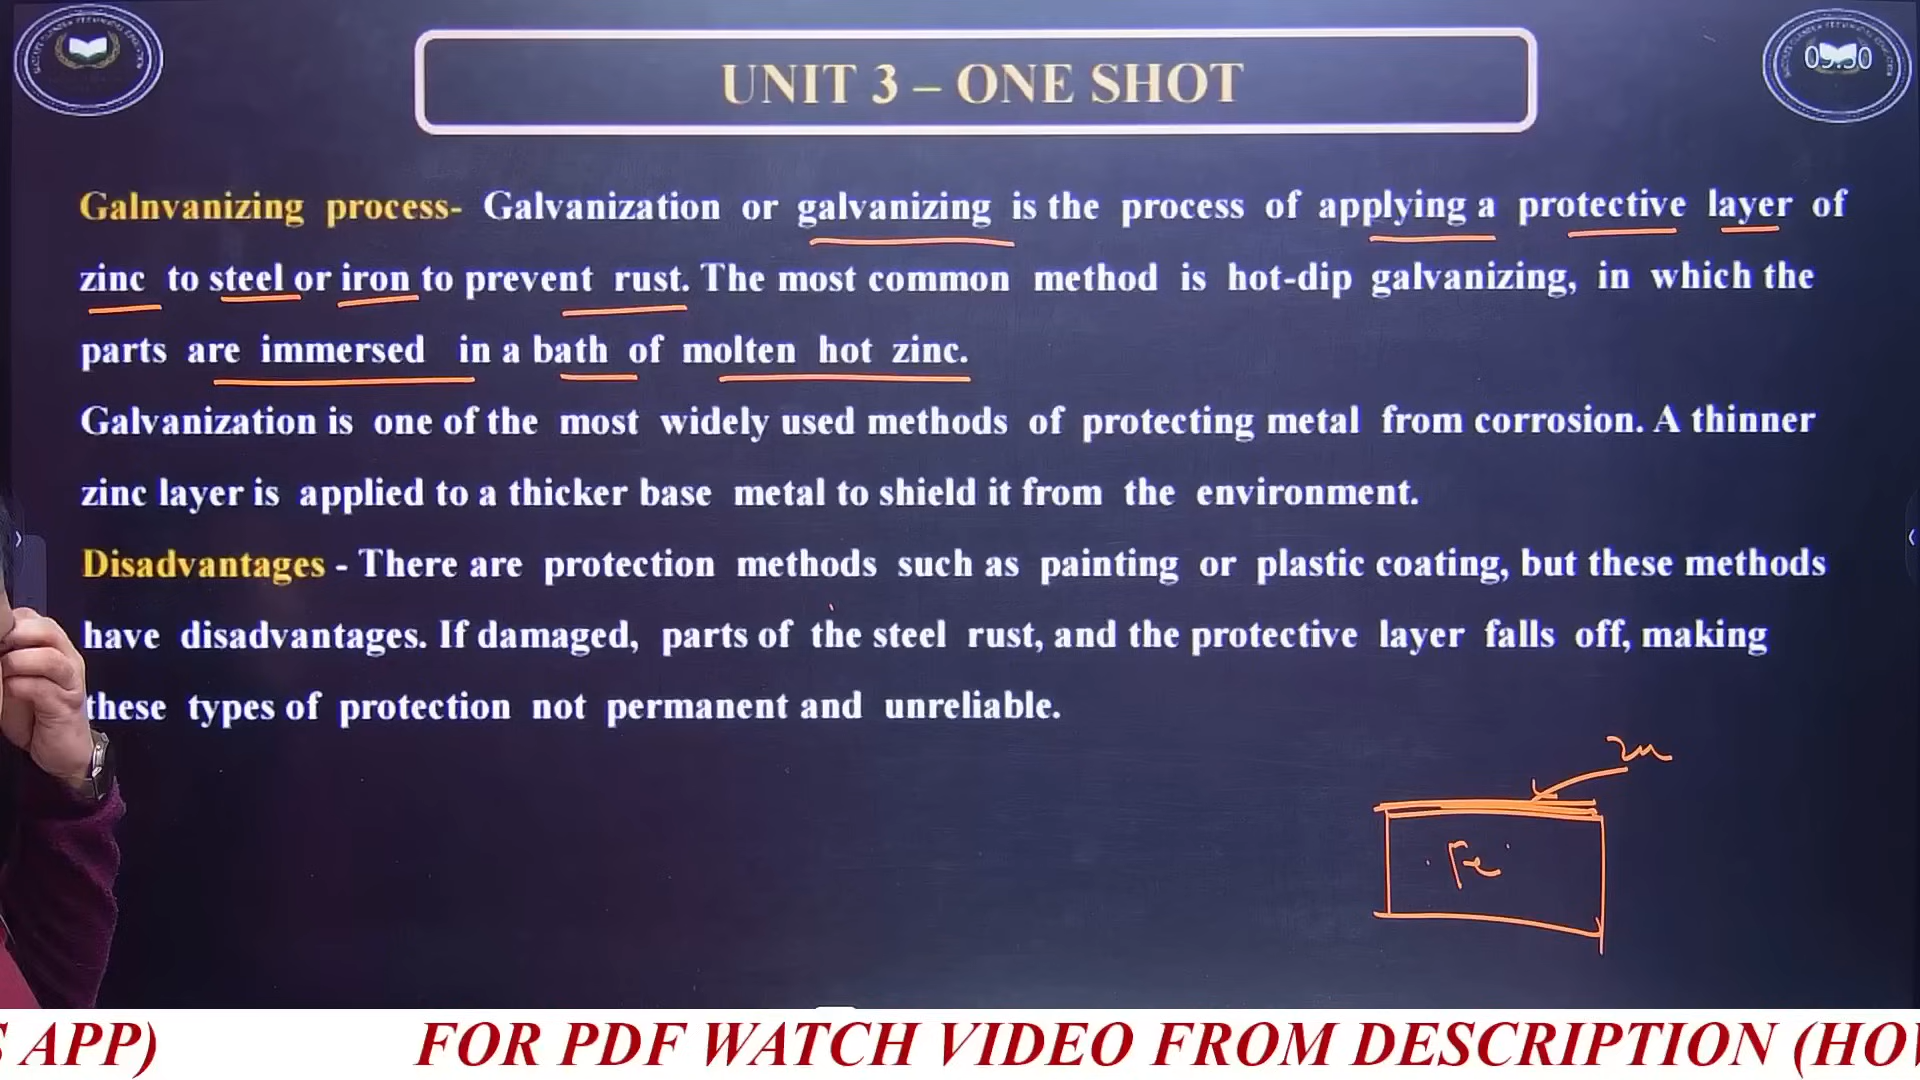 09:50
UNIT 3 – ONE SHOT
Galnvanizing process- Galvanization or galvanizing is the process of applying a protective layer of
zinc to steel or iron to prevent rust. The most common method is hot-dip galvanizing, in which the
parts are immersed in a bath of molten hot zinc.
Galvanization is one of the most widely used methods of protecting metal from corrosion. A thinner
zinc layer is applied to a thicker base metal to shield it from the environment.
Disadvantages - There are protection methods such as painting or plastic coating, but these methods
have disadvantages. If damaged, parts of the steel rust, and the protective layer falls off, making
these types of protection not permanent and unreliable.
Zn
Fe
S APP) FOR PDF WATCH VIDEO FROM DESCRIPTION (HOW